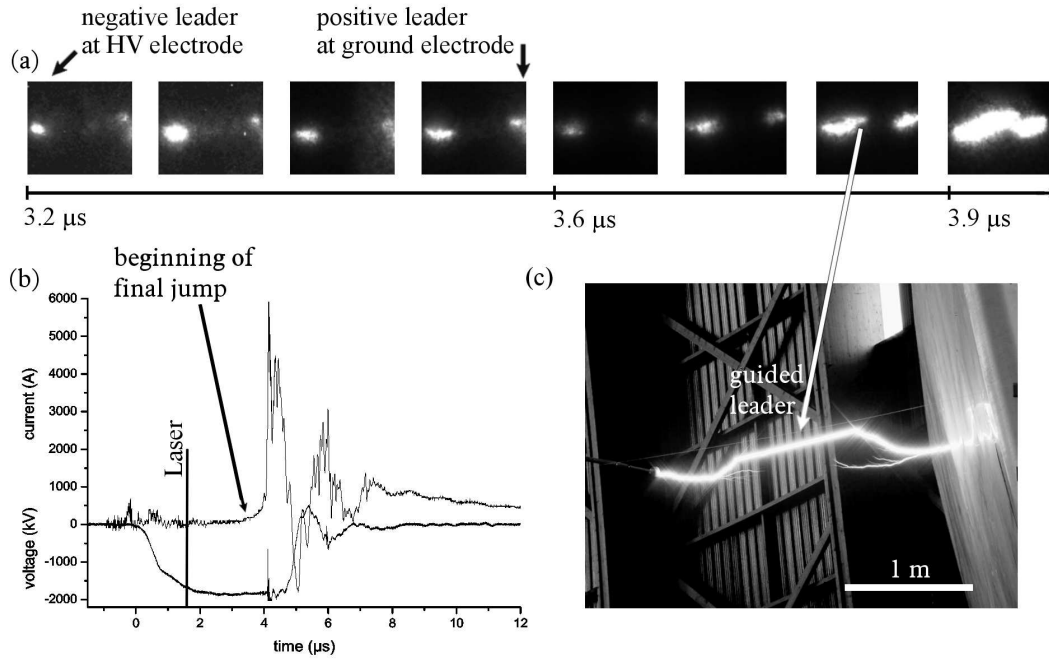 negative leader
at HV electrode
positive leader
at ground electrode
(a)
3.2 µs
3.6 µs
3.9 µs
(b)
beginning of
final jump
6000
5000
4000
3000
2000
1000
0
-1000
-2000
current (A)
voltage (kV)
Laser
0
2
4
6
8
10
12
time (µs)
(c)
guided
leader
1 m